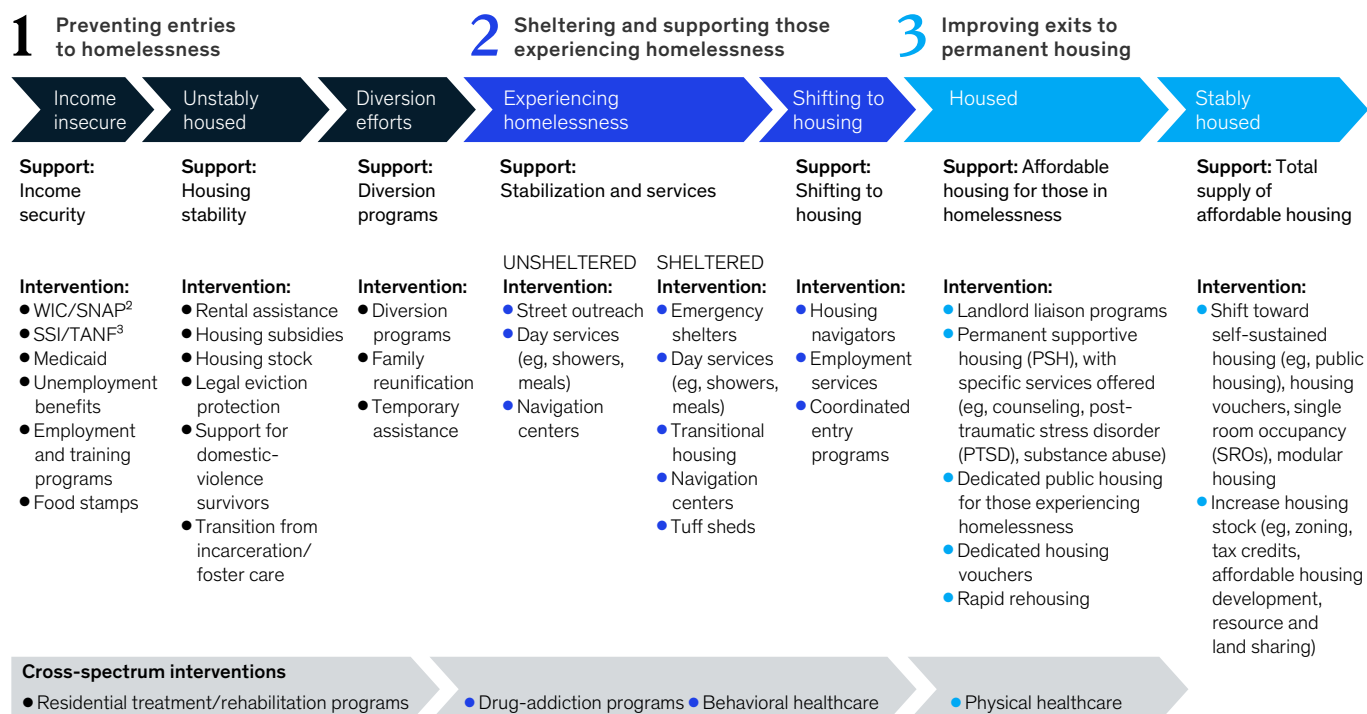 1 Preventing entries
to homelessness
2 Sheltering and supporting those
experiencing homelessness
3 Improving exits to
permanent housing
Income
insecure
Unstably
housed
Diversion
efforts
Experiencing
homelessness
Shifting to
housing
Housed
Stably
housed
Support:
Income
security
Support:
Housing
stability
Support:
Diversion
programs
Support:
Stabilization and services
Support:
Shifting to
housing
Support: Affordable
housing for those in
homelessness
Support: Total
supply of
affordable housing
Intervention:
• WIC/SNAP²
• SSI/TANF³
• Medicaid
• Unemployment
benefits
• Employment
and training
programs
• Food stamps
Intervention:
• Rental assistance
• Housing subsidies
• Housing stock
• Legal eviction
protection
• Support for
domestic-
violence
survivors
• Transition from
incarceration/
foster care
Intervention:
• Diversion
programs
• Family
reunification
• Temporary
assistance
UNSHELTERED
Intervention:
• Street outreach
• Day services
(eg, showers,
meals)
• Navigation
centers
SHELTERED
Intervention:
• Emergency
shelters
• Day services
(eg, showers,
meals)
• Transitional
housing
• Navigation
centers
• Tuff sheds
Intervention:
• Housing
navigators
• Employment
services
• Coordinated
entry
programs
Intervention:
• Landlord liaison programs
• Permanent supportive
housing (PSH), with
specific services offered
(eg, counseling, post-
traumatic stress disorder
(PTSD), substance abuse)
• Dedicated public housing
for those experiencing
homelessness
• Dedicated housing
vouchers
• Rapid rehousing
Intervention:
• Shift toward
self-sustained
housing (eg, public
housing), housing
vouchers, single
room occupancy
(SROs), modular
housing
• Increase housing
stock (eg, zoning,
tax credits,
affordable housing
development,
resource and
land sharing)
Cross-spectrum interventions
• Residential treatment/rehabilitation programs
• Drug-addiction programs • Behavioral healthcare
• Physical healthcare